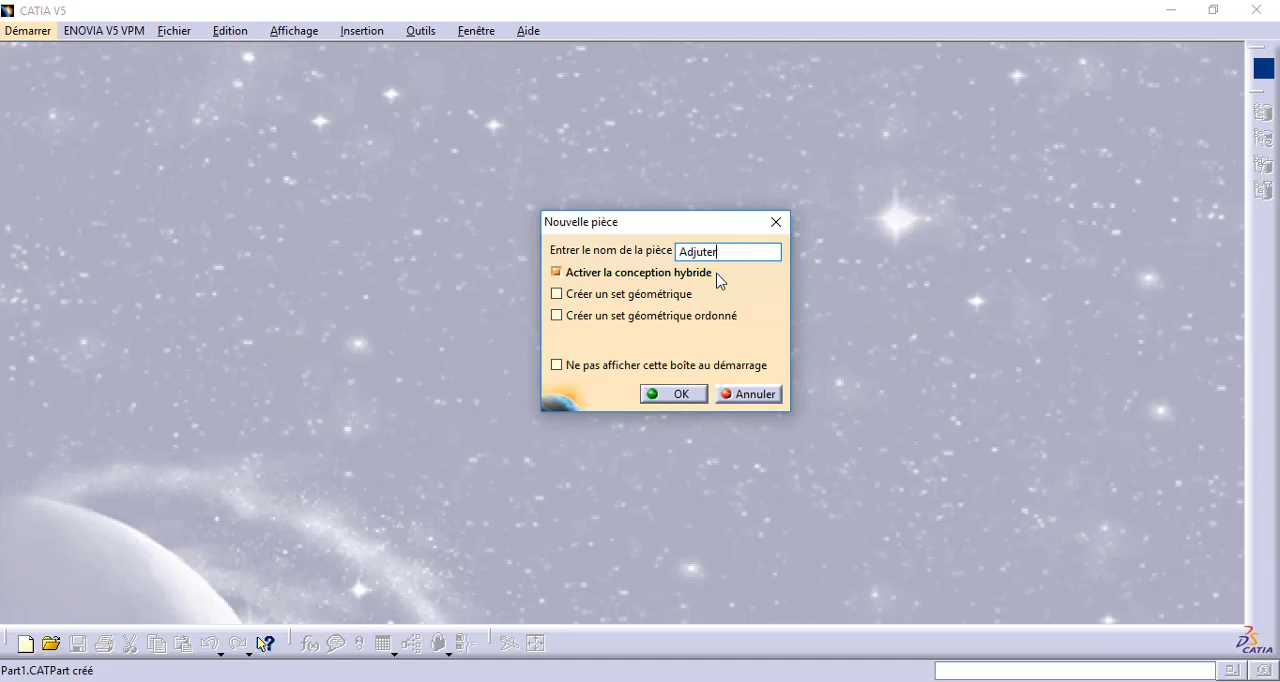 CATIA V5
Démarrer ENOVIA V5 VPM Fichier Edition Affichage Insertion Outils Fenêtre Aide
Nouvelle pièce
Entrer le nom de la pièce Adjuter
Activer la conception hybride
Créer un set géométrique
Créer un set géométrique ordonné
Ne pas afficher cette boîte au démarrage
OK Annuler
CATIA
Part1.CATPart créé